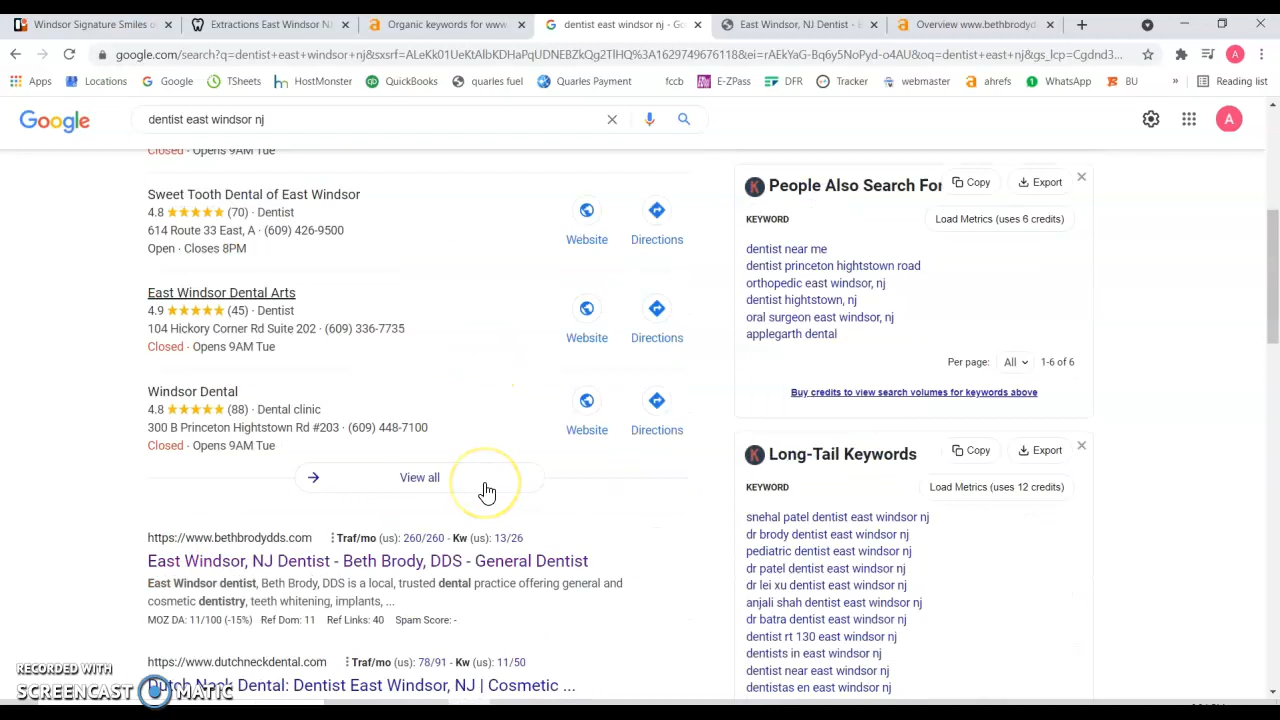 Windsor Signature Smiles o
Extractions East Windsor NJ
Organic keywords for www
dentist east windsor nj - Go
East Windsor, NJ Dentist - B
Overview www.bethbrodyd
google.com/search?q=dentist+east+windsor+nj&sxsrf=ALeKk01UeKtAlbKDHaPqUDNEBZkQg2TlHQ%3A1629749676118&ei=rAEkYaG-Bq6y5NoPyd-o4AU&oq=dentist+east+nj&gs_lcp=Cgdnd3...
Apps
Locations
Google
TSheets
HostMonster
QuickBooks
quarles fuel
Quarles Payment
fccb
E-ZPass
DFR
Tracker
webmaster
ahrefs
WhatsApp
BU
»
Reading list
Google
dentist east windsor nj
A
Closed · Opens 9AM Tue
Sweet Tooth Dental of East Windsor
4.8 ★★★★★ (70) · Dentist
614 Route 33 East, A · (609) 426-9500
Open · Closes 8PM
Website
Directions
East Windsor Dental Arts
4.9 ★★★★★ (45) · Dentist
104 Hickory Corner Rd Suite 202 · (609) 336-7735
Closed · Opens 9AM Tue
Website
Directions
Windsor Dental
4.8 ★★★★★ (88) · Dental clinic
300 B Princeton Hightstown Rd #203 · (609) 448-7100
Closed · Opens 9AM Tue
Website
Directions
View all
https://www.bethbrodydds.com Traf/mo (us): 260/260 - Kw (us): 13/26
East Windsor, NJ Dentist - Beth Brody, DDS - General Dentist
East Windsor dentist, Beth Brody, DDS is a local, trusted dental practice offering general and
cosmetic dentistry, teeth whitening, implants, ...
MOZ DA: 11/100 (-15%) Ref Dom: 11 Ref Links: 40 Spam Score: -
https://www.dutchneckdental.com Traf/mo (us): 78/91 - Kw (us): 11/50
Dutch Neck Dental: Dentist East Windsor, NJ | Cosmetic ...
People Also Search For
Copy
Export
KEYWORD
Load Metrics (uses 6 credits)
dentist near me
dentist princeton hightstown road
orthopedic east windsor, nj
dentist hightstown, nj
oral surgeon east windsor, nj
applegarth dental
Per page: All 1-6 of 6
Buy credits to view search volumes for keywords above
Long-Tail Keywords
Copy
Export
KEYWORD
Load Metrics (uses 12 credits)
snehal patel dentist east windsor nj
dr brody dentist east windsor nj
pediatric dentist east windsor nj
dr patel dentist east windsor nj
dr lei xu dentist east windsor nj
anjali shah dentist east windsor nj
dr batra dentist east windsor nj
dentist rt 130 east windsor nj
dentists in east windsor nj
dentist near east windsor nj
dentistas en east windsor nj
RECORDED WITH
SCREENCAST MATIC